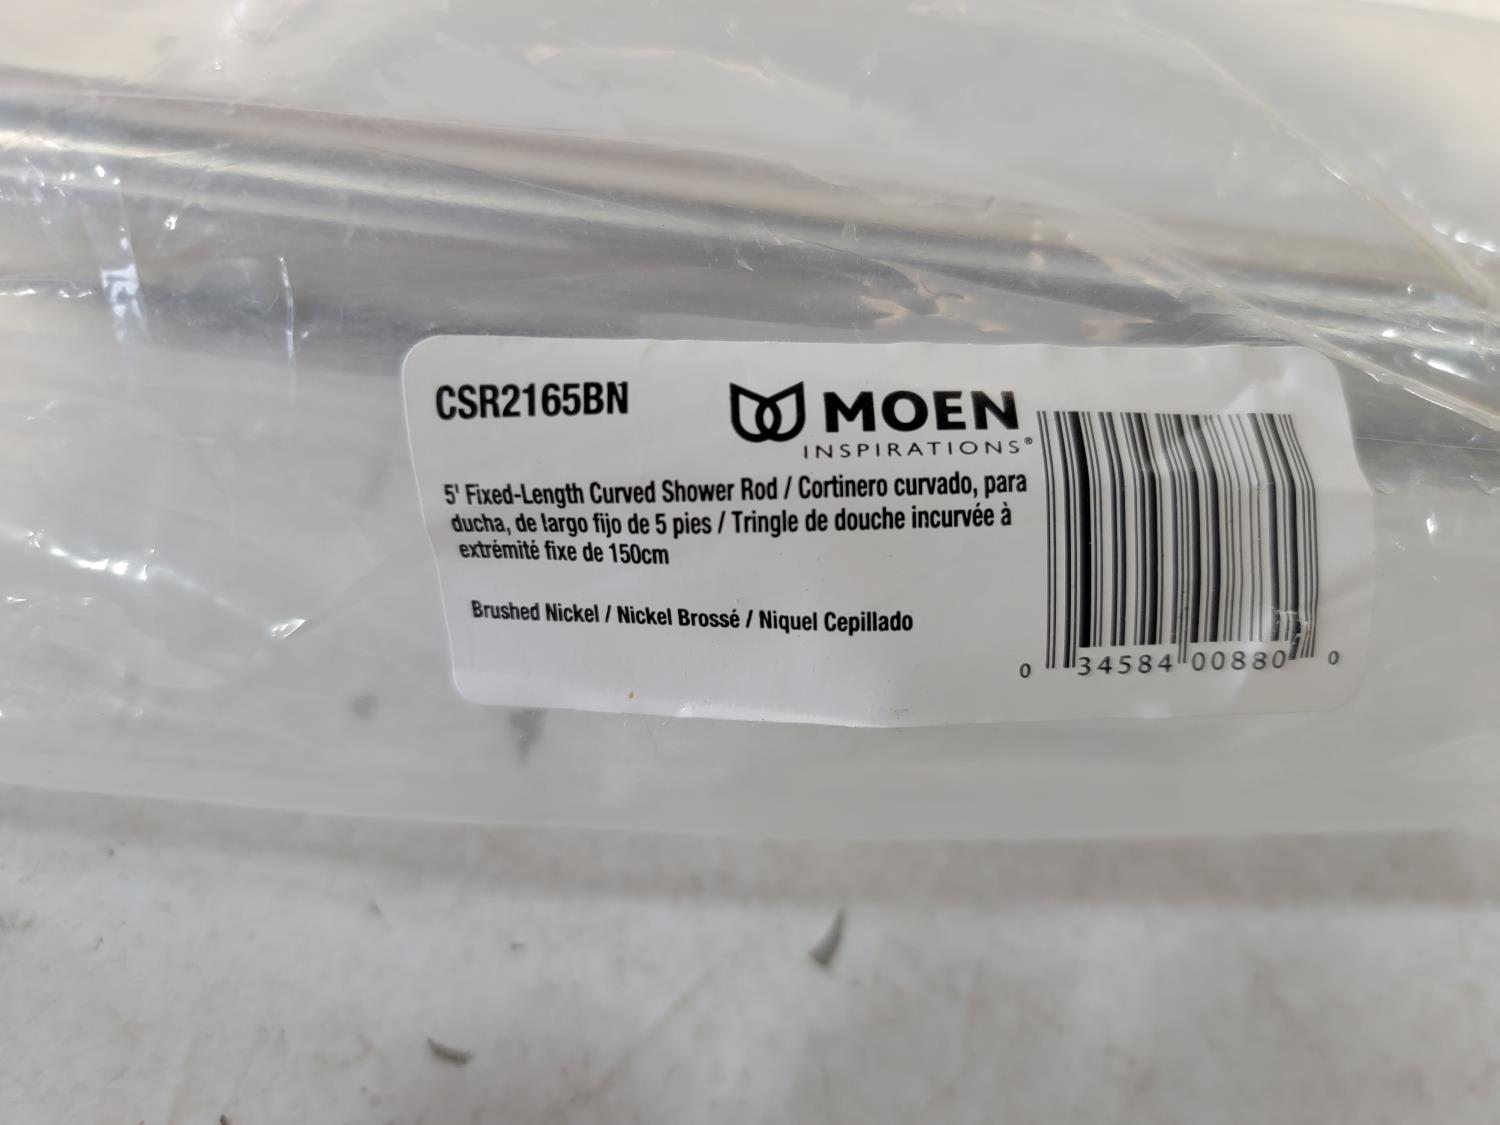 CSR2165BN
MOEN
INSPIRATIONS®
5' Fixed-Length Curved Shower Rod / Cortinero curvado, para
ducha, de largo fijo de 5 pies / Tringle de douche incurvée à
extrémité fixe de 150cm
Brushed Nickel / Nickel Brossé / Niquel Cepillado
0 34584 00880 0